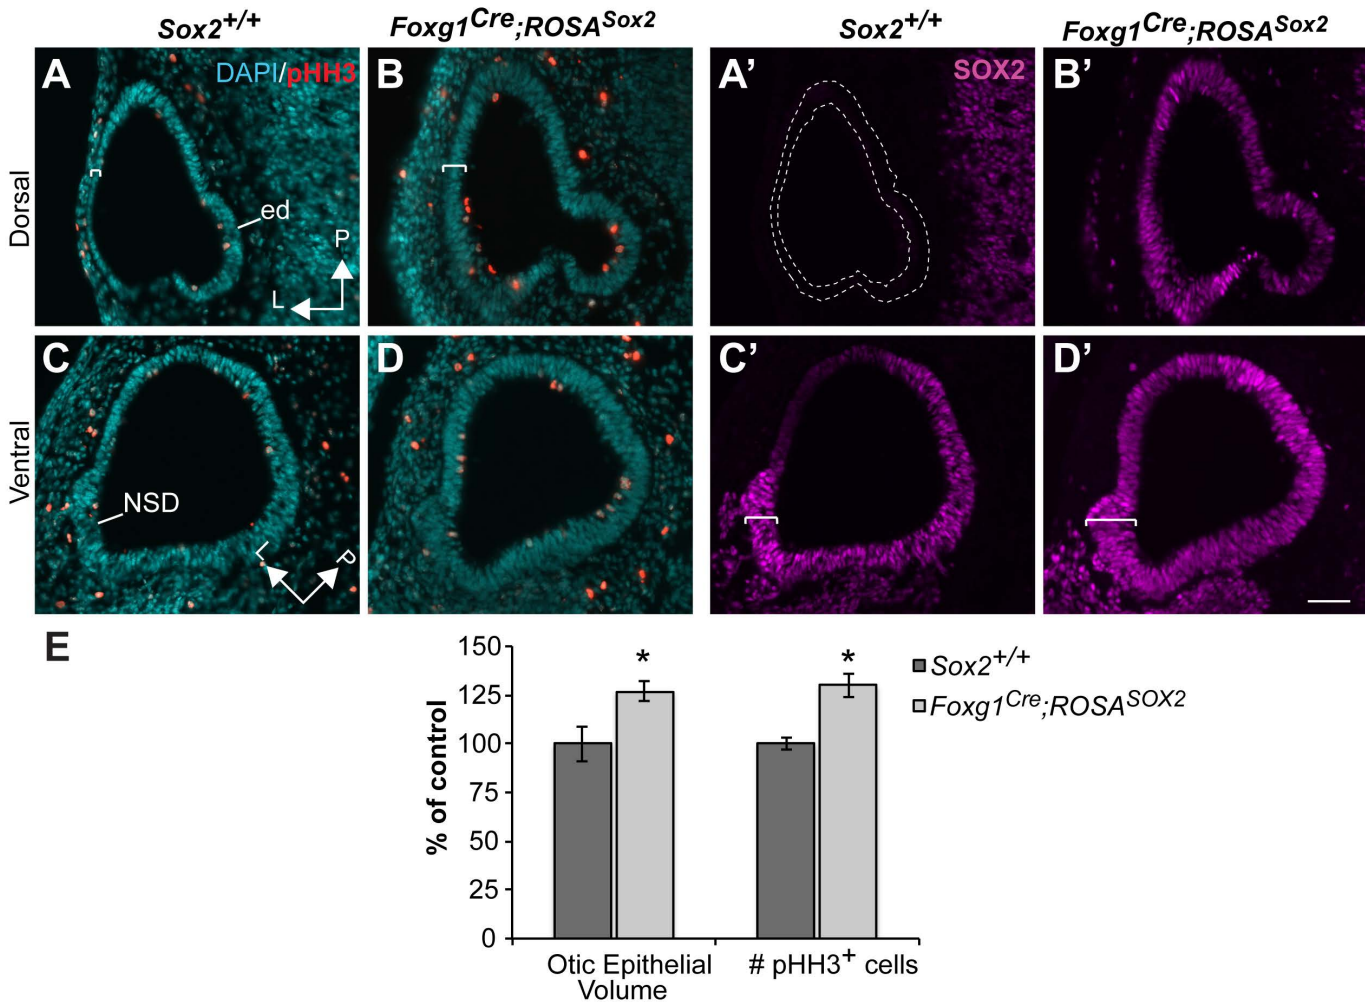 Sox2+/+ Foxg1Cre;ROSASox2 Sox2+/+ Foxg1Cre;ROSASox2
Dorsal
A DAPI/pHH3 B A' SOX2 B'
ed
P
L
Ventral
C D C' D'
NSD
L P
E
150
125
100
75
50
25
0
% of control
* *
Sox2+/+
Foxg1Cre;ROSASOX2
Otic Epithelial
Volume
# pHH3+ cells